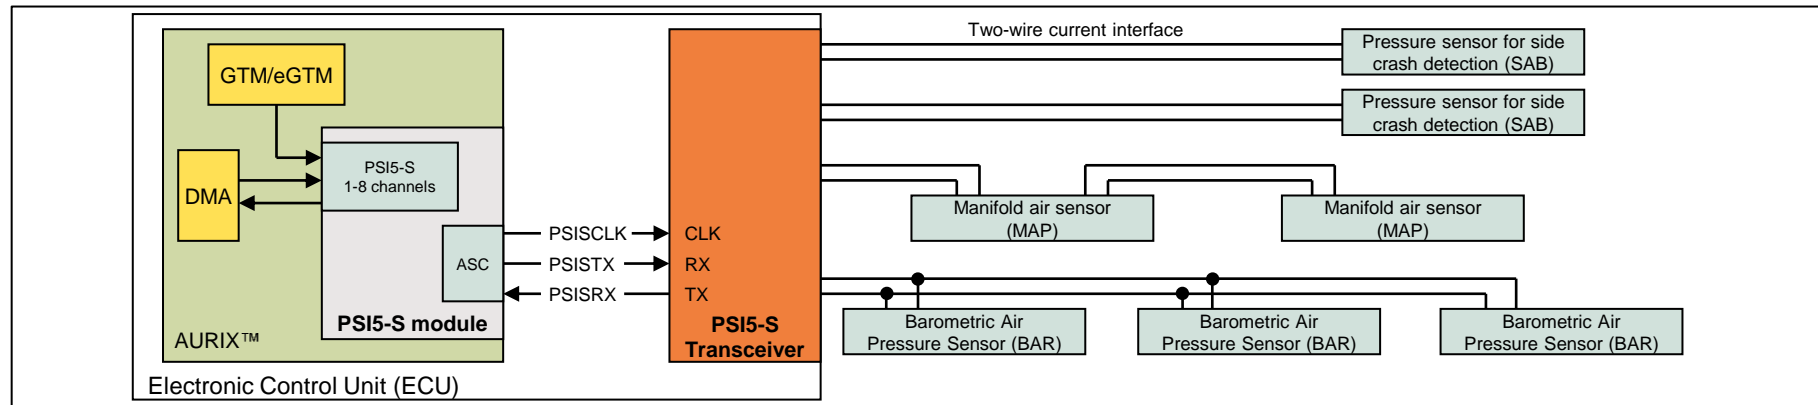 Two-wire current interface
GTM/eGTM
DMA
PSI5-S
1-8 channels
ASC
PSI5-S module
AURIX™
Electronic Control Unit (ECU)
PSISCLK
PSISTX
PSISRX
CLK
RX
TX
PSI5-S
Transceiver
Pressure sensor for side
crash detection (SAB)
Pressure sensor for side
crash detection (SAB)
Manifold air sensor
(MAP)
Manifold air sensor
(MAP)
Barometric Air
Pressure Sensor (BAR)
Barometric Air
Pressure Sensor (BAR)
Barometric Air
Pressure Sensor (BAR)